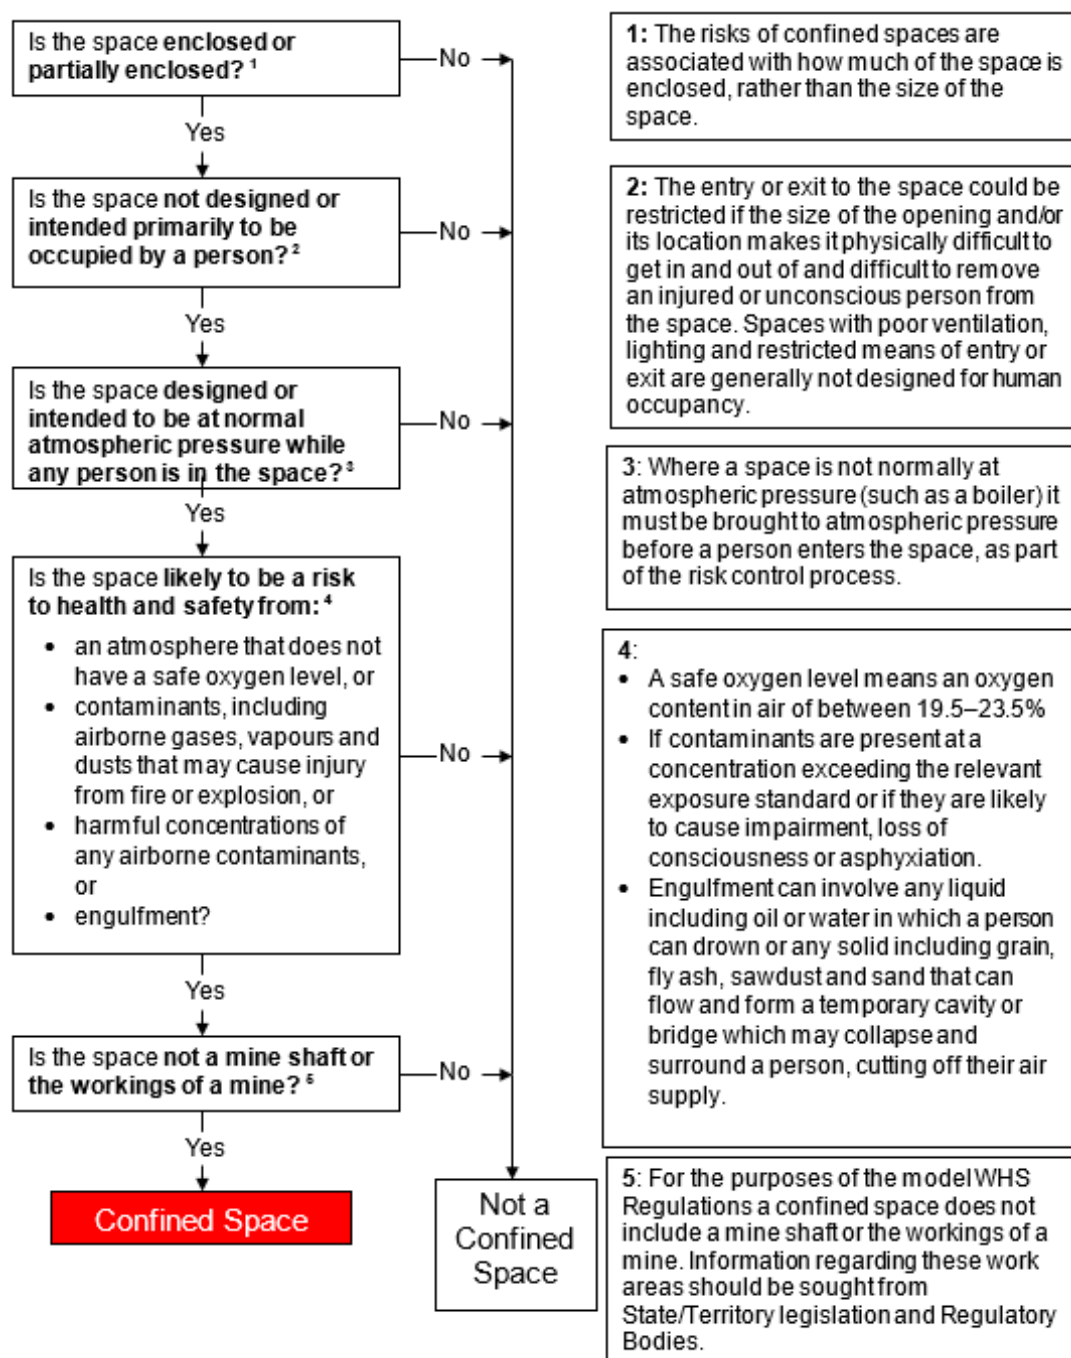 Is the space enclosed or
partially enclosed? 1
No
Yes
Is the space not designed or
intended primarily to be
occupied by a person? 2
No
Yes
Is the space designed or
intended to be at normal
atmospheric pressure while
any person is in the space? 3
No
Yes
Is the space likely to be a risk
to health and safety from: 4
• an atmosphere that does not
have a safe oxygen level, or
• contaminants, including
airborne gases, vapours and
dusts that may cause injury
from fire or explosion, or
• harmful concentrations of
any airborne contaminants,
or
• engulfment?
No
Yes
Is the space not a mine shaft or
the workings of a mine? 5
No
Yes
Confined Space
Not a
Confined
Space
1: The risks of confined spaces are
associated with how much of the space is
enclosed, rather than the size of the
space.
2: The entry or exit to the space could be
restricted if the size of the opening and/or
its location makes it physically difficult to
get in and out of and difficult to remove
an injured or unconscious person from
the space. Spaces with poor ventilation,
lighting and restricted means of entry or
exit are generally not designed for human
occupancy.
3: Where a space is not normally at
atmospheric pressure (such as a boiler) it
must be brought to atmospheric pressure
before a person enters the space, as part
of the risk control process.
4:
• A safe oxygen level means an oxygen
content in air of between 19.5–23.5%
• If contaminants are present at a
concentration exceeding the relevant
exposure standard or if they are likely
to cause impairment, loss of
consciousness or asphyxiation.
• Engulfment can involve any liquid
including oil or water in which a person
can drown or any solid including grain,
fly ash, sawdust and sand that can
flow and form a temporary cavity or
bridge which may collapse and
surround a person, cutting off their air
supply.
5: For the purposes of the model WHS
Regulations a confined space does not
include a mine shaft or the workings of a
mine. Information regarding these work
areas should be sought from
State/Territory legislation and Regulatory
Bodies.